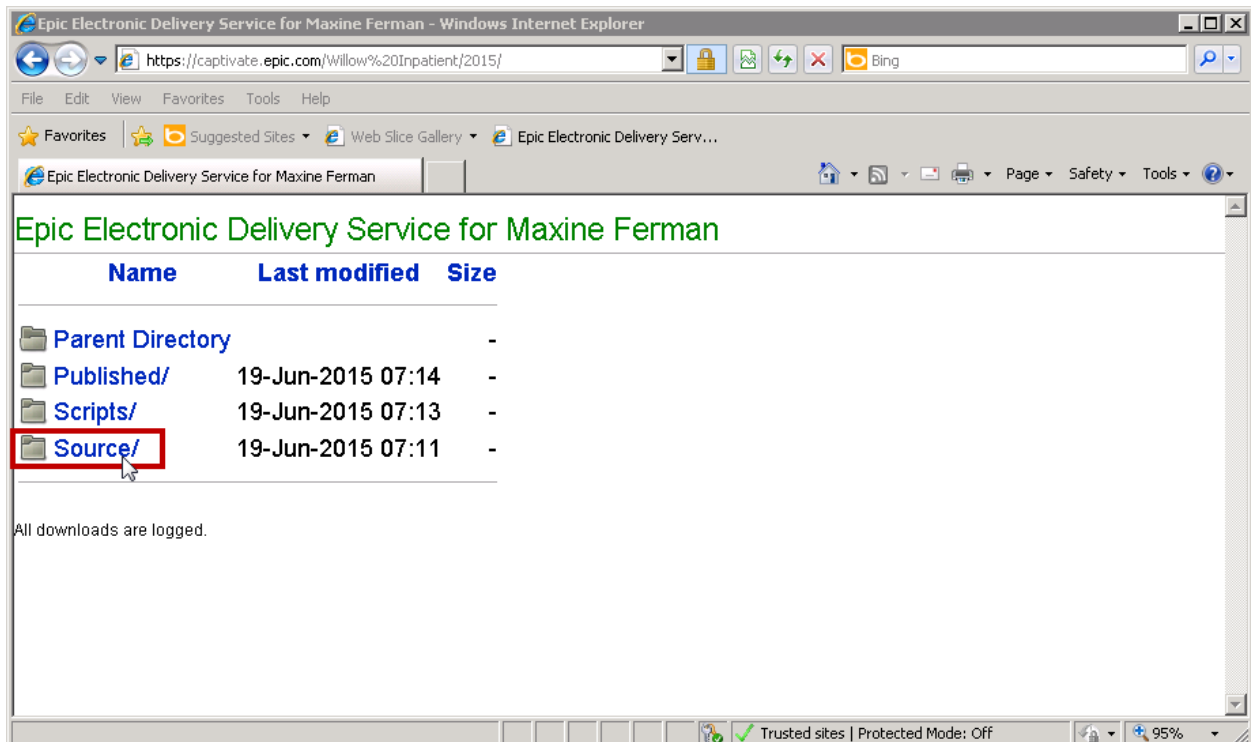 Epic Electronic Delivery Service for Maxine Ferman - Windows Internet Explorer
https://captivate.epic.com/Willow%20Inpatient/2015/ Bing
File Edit View Favorites Tools Help
Favorites Suggested Sites Web Slice Gallery Epic Electronic Delivery Serv...
Epic Electronic Delivery Service for Maxine Ferman Page Safety Tools
Epic Electronic Delivery Service for Maxine Ferman
Name Last modified Size
Parent Directory -
Published/ 19-Jun-2015 07:14 -
Scripts/ 19-Jun-2015 07:13 -
Source/ 19-Jun-2015 07:11 -
All downloads are logged.
Trusted sites | Protected Mode: Off 95%